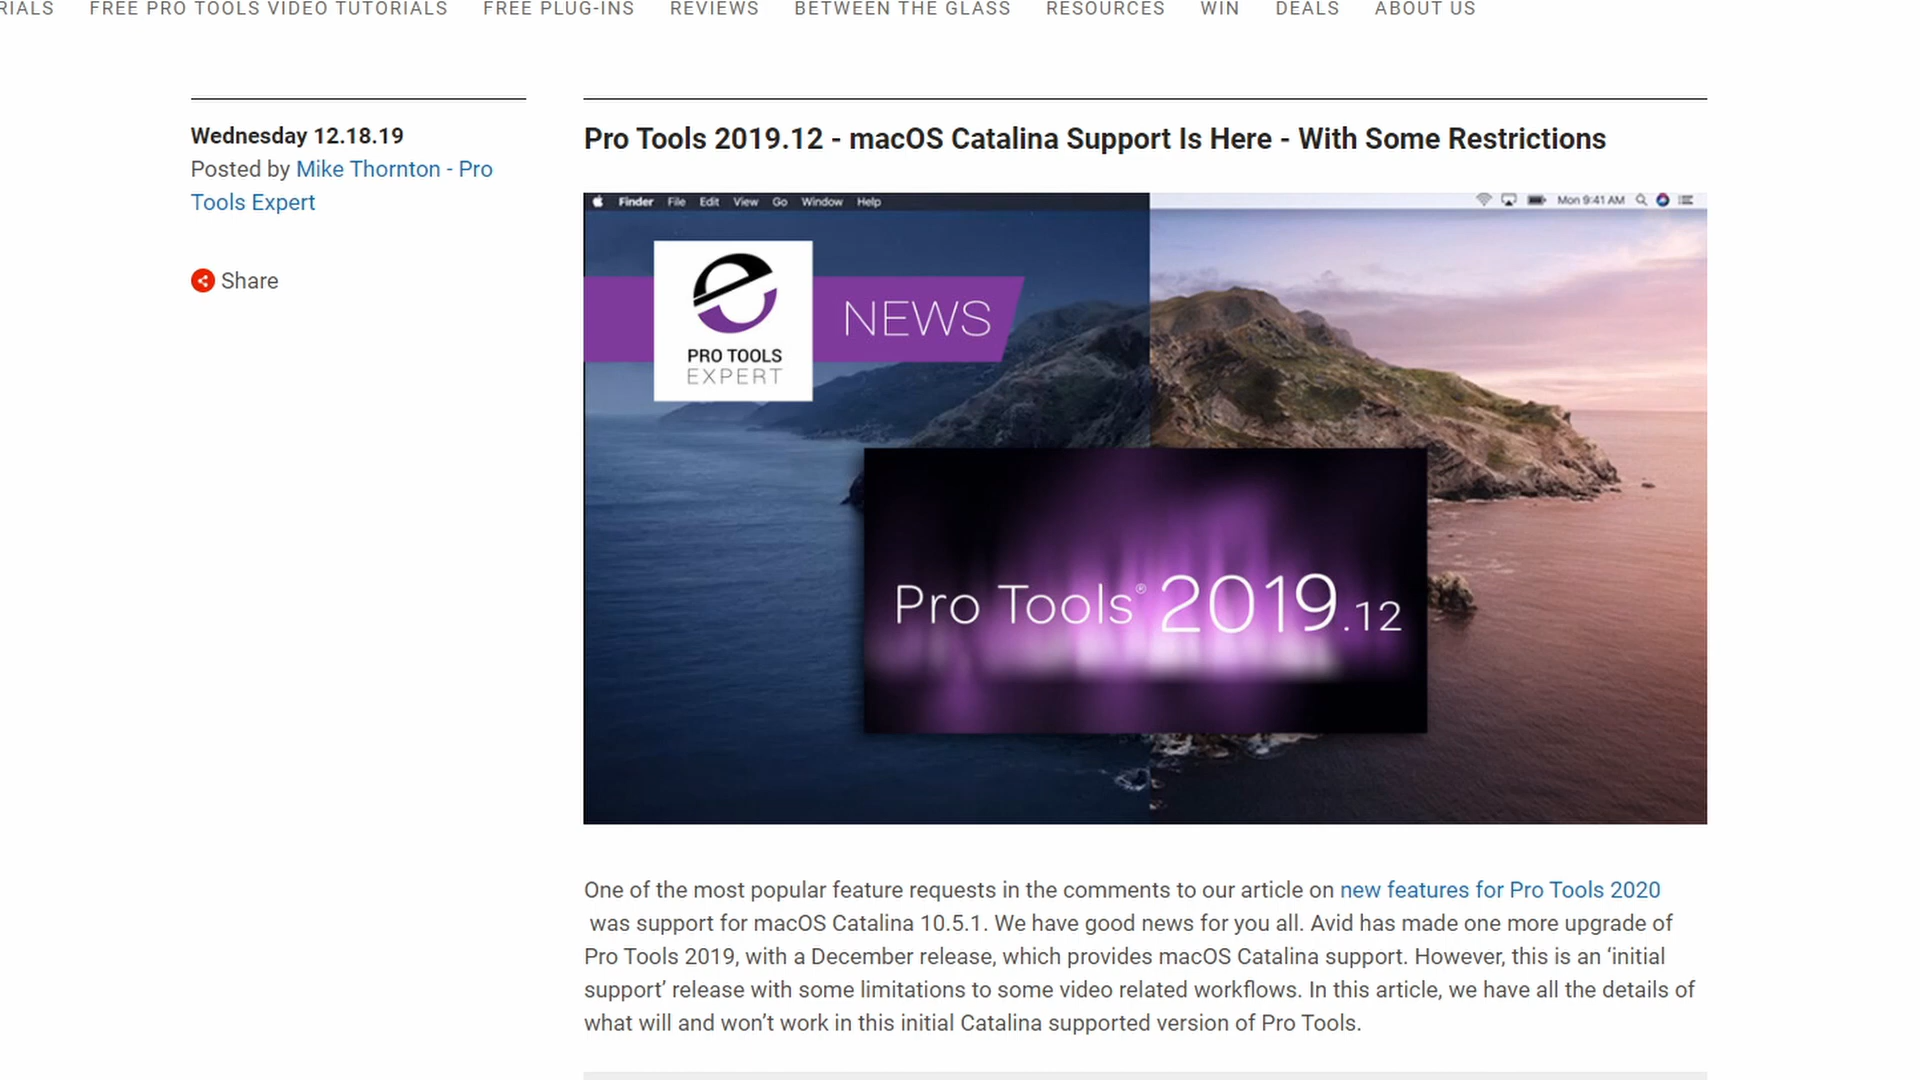 RIALS FREE PRO TOOLS VIDEO TUTORIALS FREE PLUG-INS REVIEWS BETWEEN THE GLASS RESOURCES WIN DEALS ABOUT US
Wednesday 12.18.19
Posted by Mike Thornton - Pro
Tools Expert
Share
Pro Tools 2019.12 - macOS Catalina Support Is Here - With Some Restrictions
Finder File Edit View Go Window Help
Mon 9:41 AM
PRO TOOLS
EXPERT
NEWS
Pro Tools® 2019.12
One of the most popular feature requests in the comments to our article on new features for Pro Tools 2020
was support for macOS Catalina 10.5.1. We have good news for you all. Avid has made one more upgrade of
Pro Tools 2019, with a December release, which provides macOS Catalina support. However, this is an ‘initial
support’ release with some limitations to some video related workflows. In this article, we have all the details of
what will and won’t work in this initial Catalina supported version of Pro Tools.